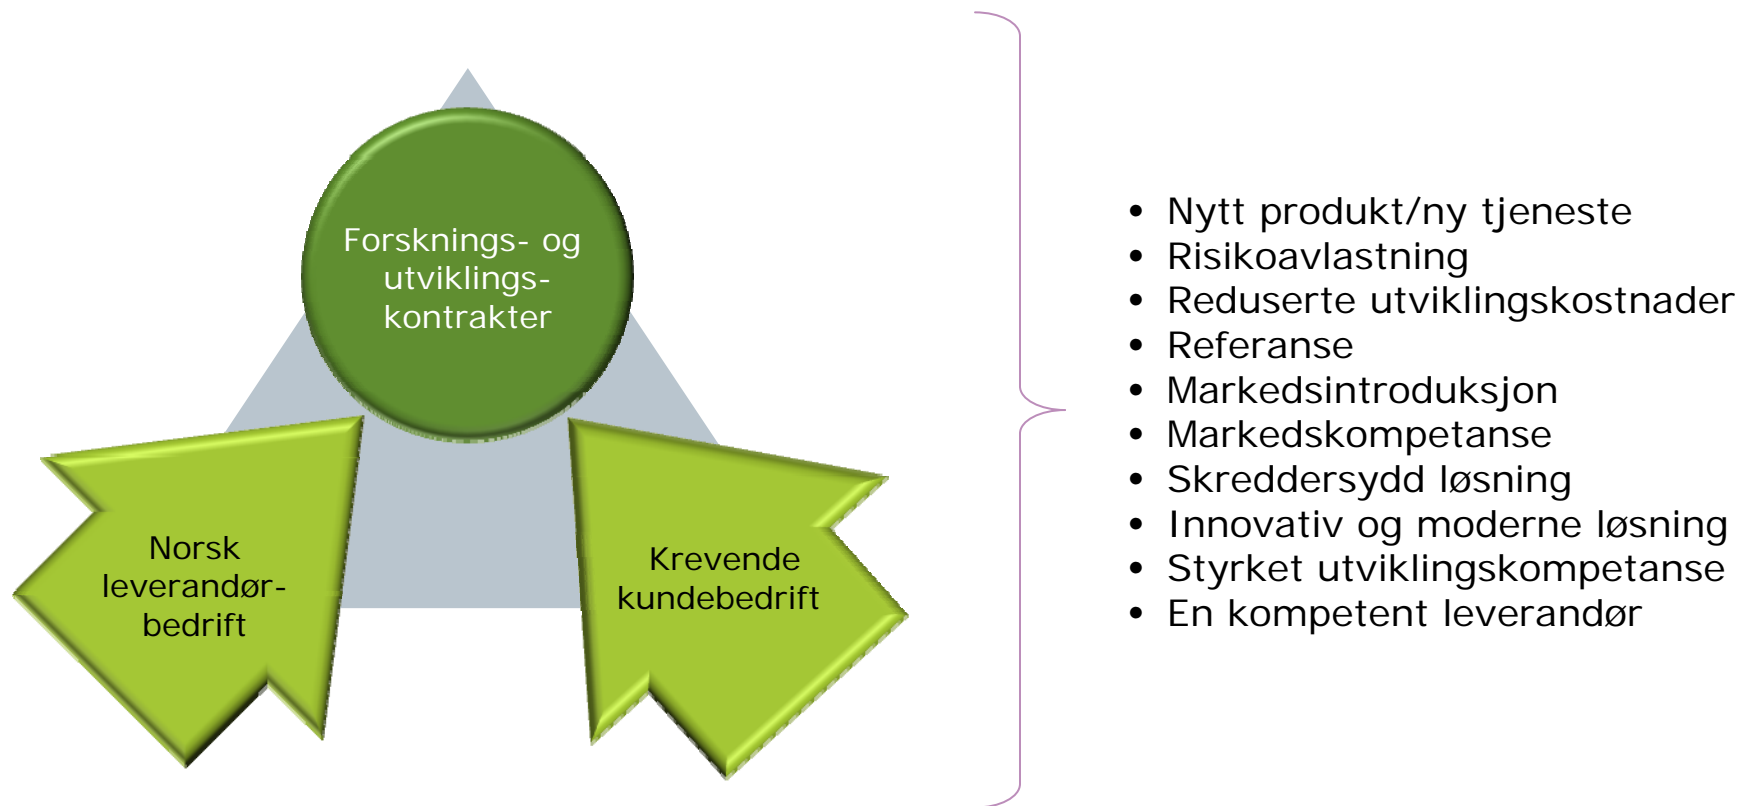 Forsknings- og
utviklings-
kontrakter
Norsk
leverandør-
bedrift
Krevende
kundebedrift
• Nytt produkt/ny tjeneste
• Risikoavlastning
• Reduserte utviklingskostnader
• Referanse
• Markedsintroduksjon
• Markedskompetanse
• Skreddersydd løsning
• Innovativ og moderne løsning
• Styrket utviklingskompetanse
• En kompetent leverandør